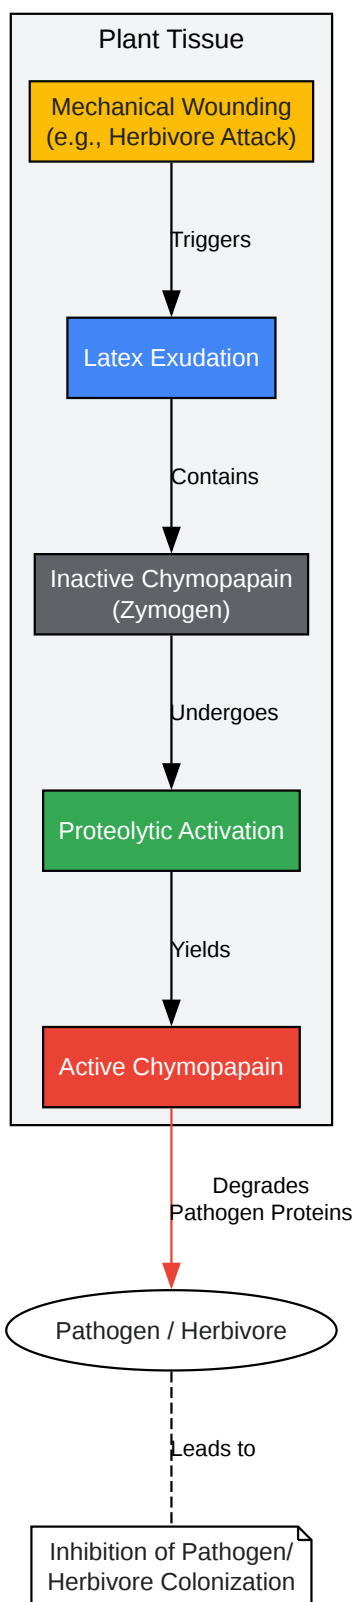 Plant Tissue
Mechanical Wounding
(e.g., Herbivore Attack)
Triggers
Latex Exudation
Contains
Inactive Chymopapain
(Zymogen)
Undergoes
Proteolytic Activation
Yields
Active Chymopapain
Degrades
Pathogen Proteins
Pathogen / Herbivore
Leads to
Inhibition of Pathogen/
Herbivore Colonization